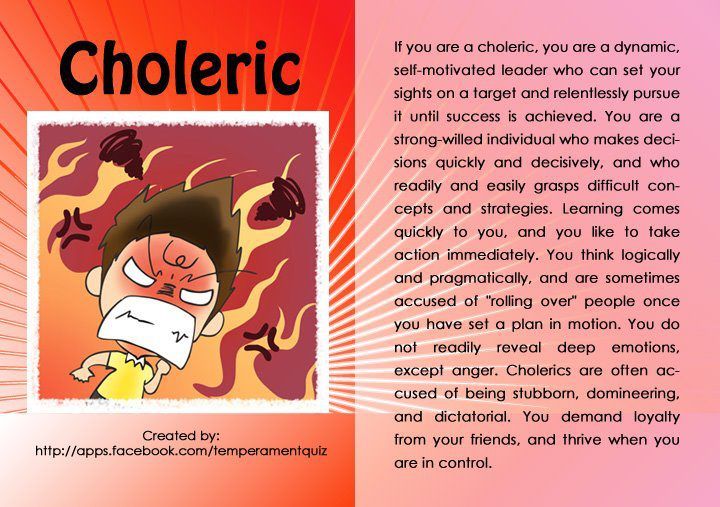 Choleric
Created by:
http://apps.facebook.com/temperamentquiz
If you are a choleric, you are a dynamic,
self-motivated leader who can set your
sights on a target and relentlessly pursue
it until success is achieved. You are a
strong-willed individual who makes deci-
sions quickly and decisively, and who
readily and easily grasps difficult con-
cepts and strategies. Learning comes
quickly to you, and you like to take
action immediately. You think logically
and pragmatically, and are sometimes
accused of "rolling over" people once
you have set a plan in motion. You do
not readily reveal deep emotions,
except anger. Cholerics are often ac-
cused of being stubborn, domineering,
and dictatorial. You demand loyalty
from your friends, and thrive when you
are in control.